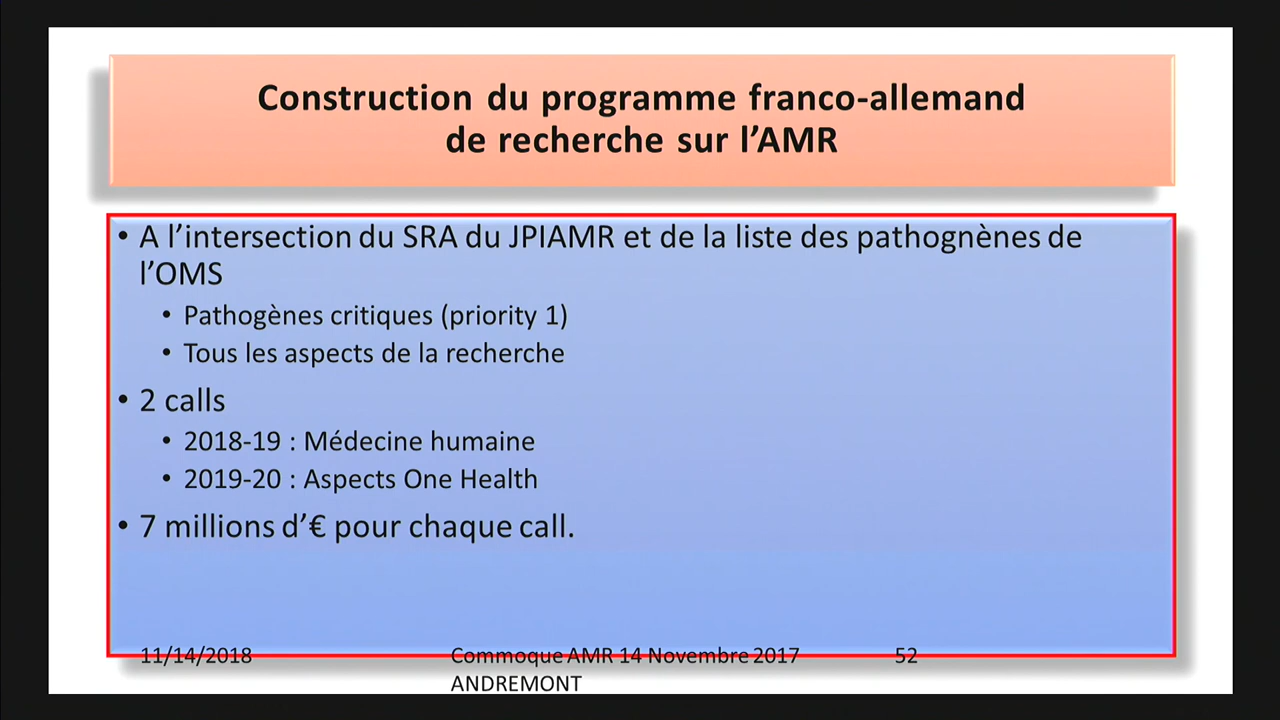 Construction du programme franco-allemand
de recherche sur l’AMR
• A l’intersection du SRA du JPIAMR et de la liste des pathognènes de
l’OMS
• Pathogènes critiques (priority 1)
• Tous les aspects de la recherche
• 2 calls
• 2018-19 : Médecine humaine
• 2019-20 : Aspects One Health
• 7 millions d’€ pour chaque call.
11/14/2018 Commoque AMR 14 Novembre 2017 52
ANDREMONT